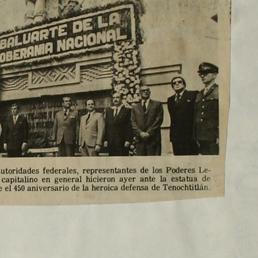 BALUARTE DE LA
SOBERANIA NACIONAL
utoridades federales, representantes de los Poderes Le-
capitalino en general hicieron ayer ante la estatua de
e el 450 aniversario de la heroica defensa de Tenochtitlán.